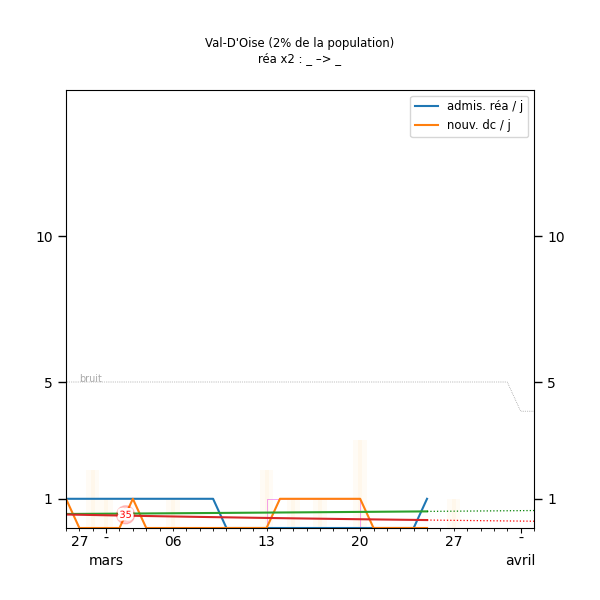 Val-D'Oise (2% de la population)
réa x2 : _ –> _
admis. réa / j
nouv. dc / j
10
10
bruit
5
5
1
1
35
27
-
06
13
20
27
-
mars
avril